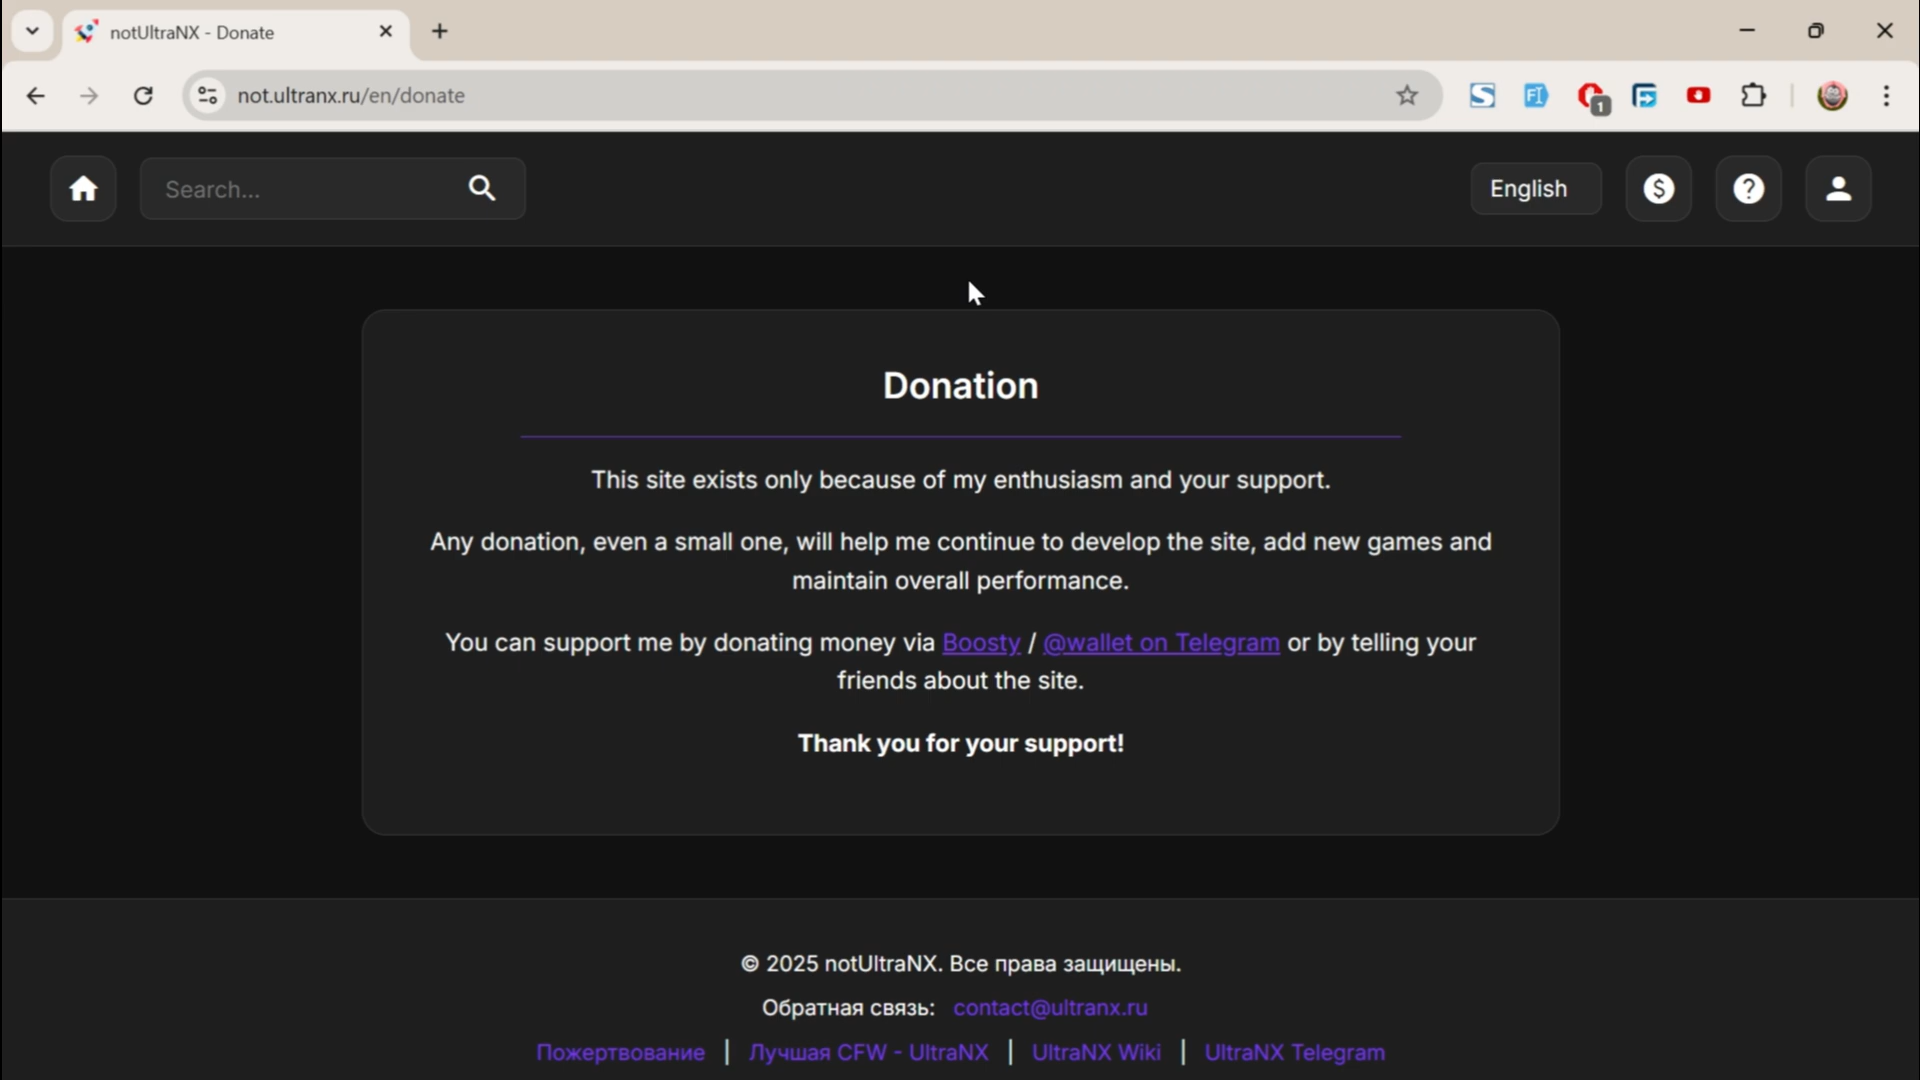 notUltraNX - Donate
not.ultranx.ru/en/donate
1
Search...
English
Donation
This site exists only because of my enthusiasm and your support.
Any donation, even a small one, will help me continue to develop the site, add new games and
maintain overall performance.
You can support me by donating money via Boosty / @wallet on Telegram or by telling your
friends about the site.
Thank you for your support!
© 2025 notUltraNX. Все права защищены.
Обратная связь: contact@ultranx.ru
Пожертвование | Лучшая CFW - UltraNX | UltraNX Wiki | UltraNX Telegram